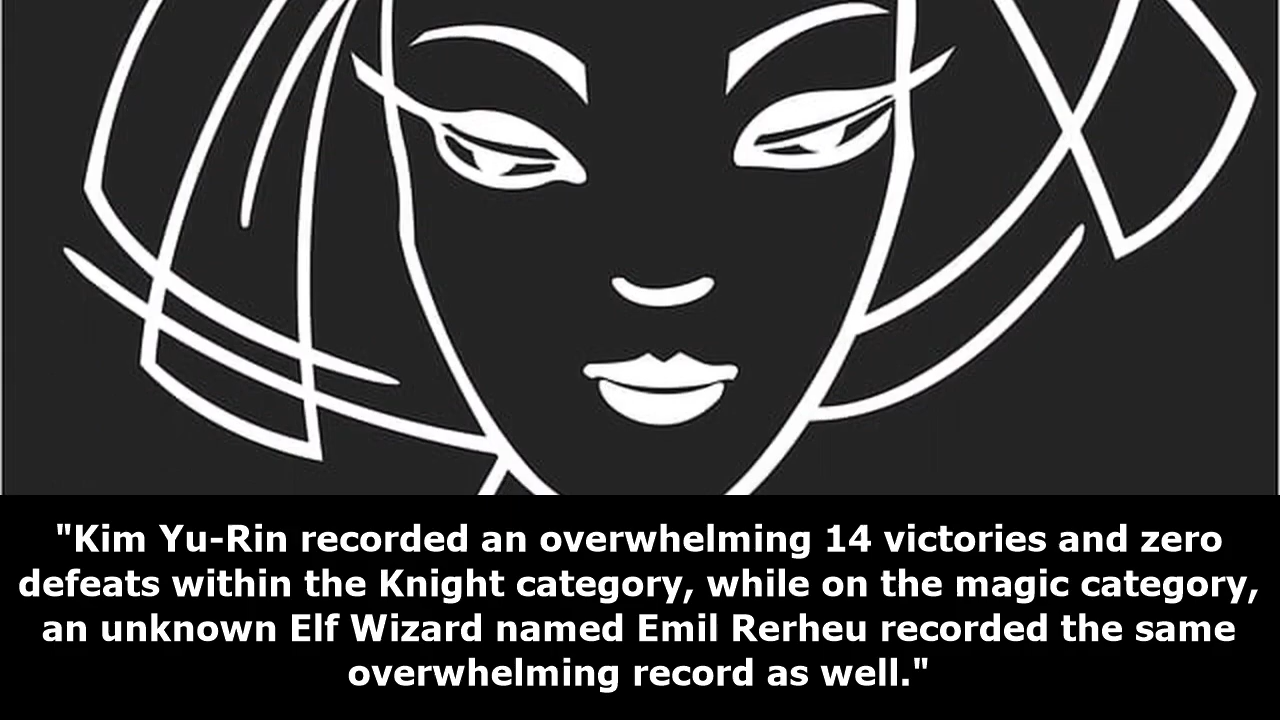 "Kim Yu-Rin recorded an overwhelming 14 victories and zero
defeats within the Knight category, while on the magic category,
an unknown Elf Wizard named Emil Rerheu recorded the same
overwhelming record as well."